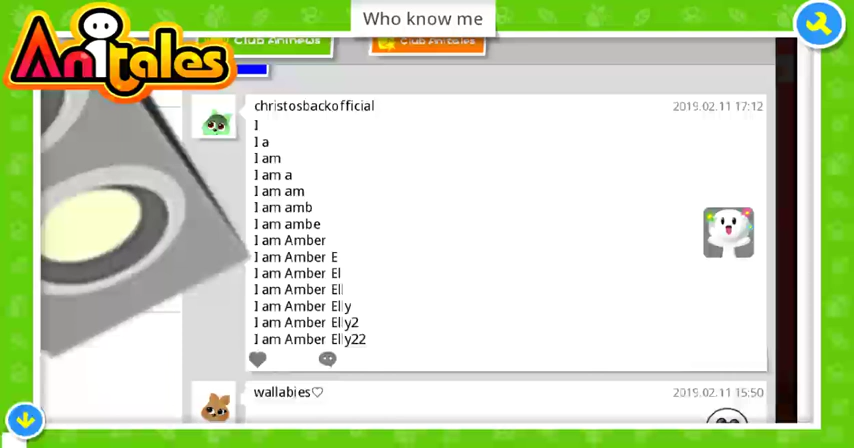 Who know me
Anitales
Club Aninews
Club Anitales
christosbackofficial
2019.02.11 17:12
I
I a
I am
I am a
I am am
I am amb
I am ambe
I am Amber
I am Amber E
I am Amber El
I am Amber Ell
I am Amber Elly
I am Amber Elly2
I am Amber Elly22
wallabies♡
2019.02.11 15:50